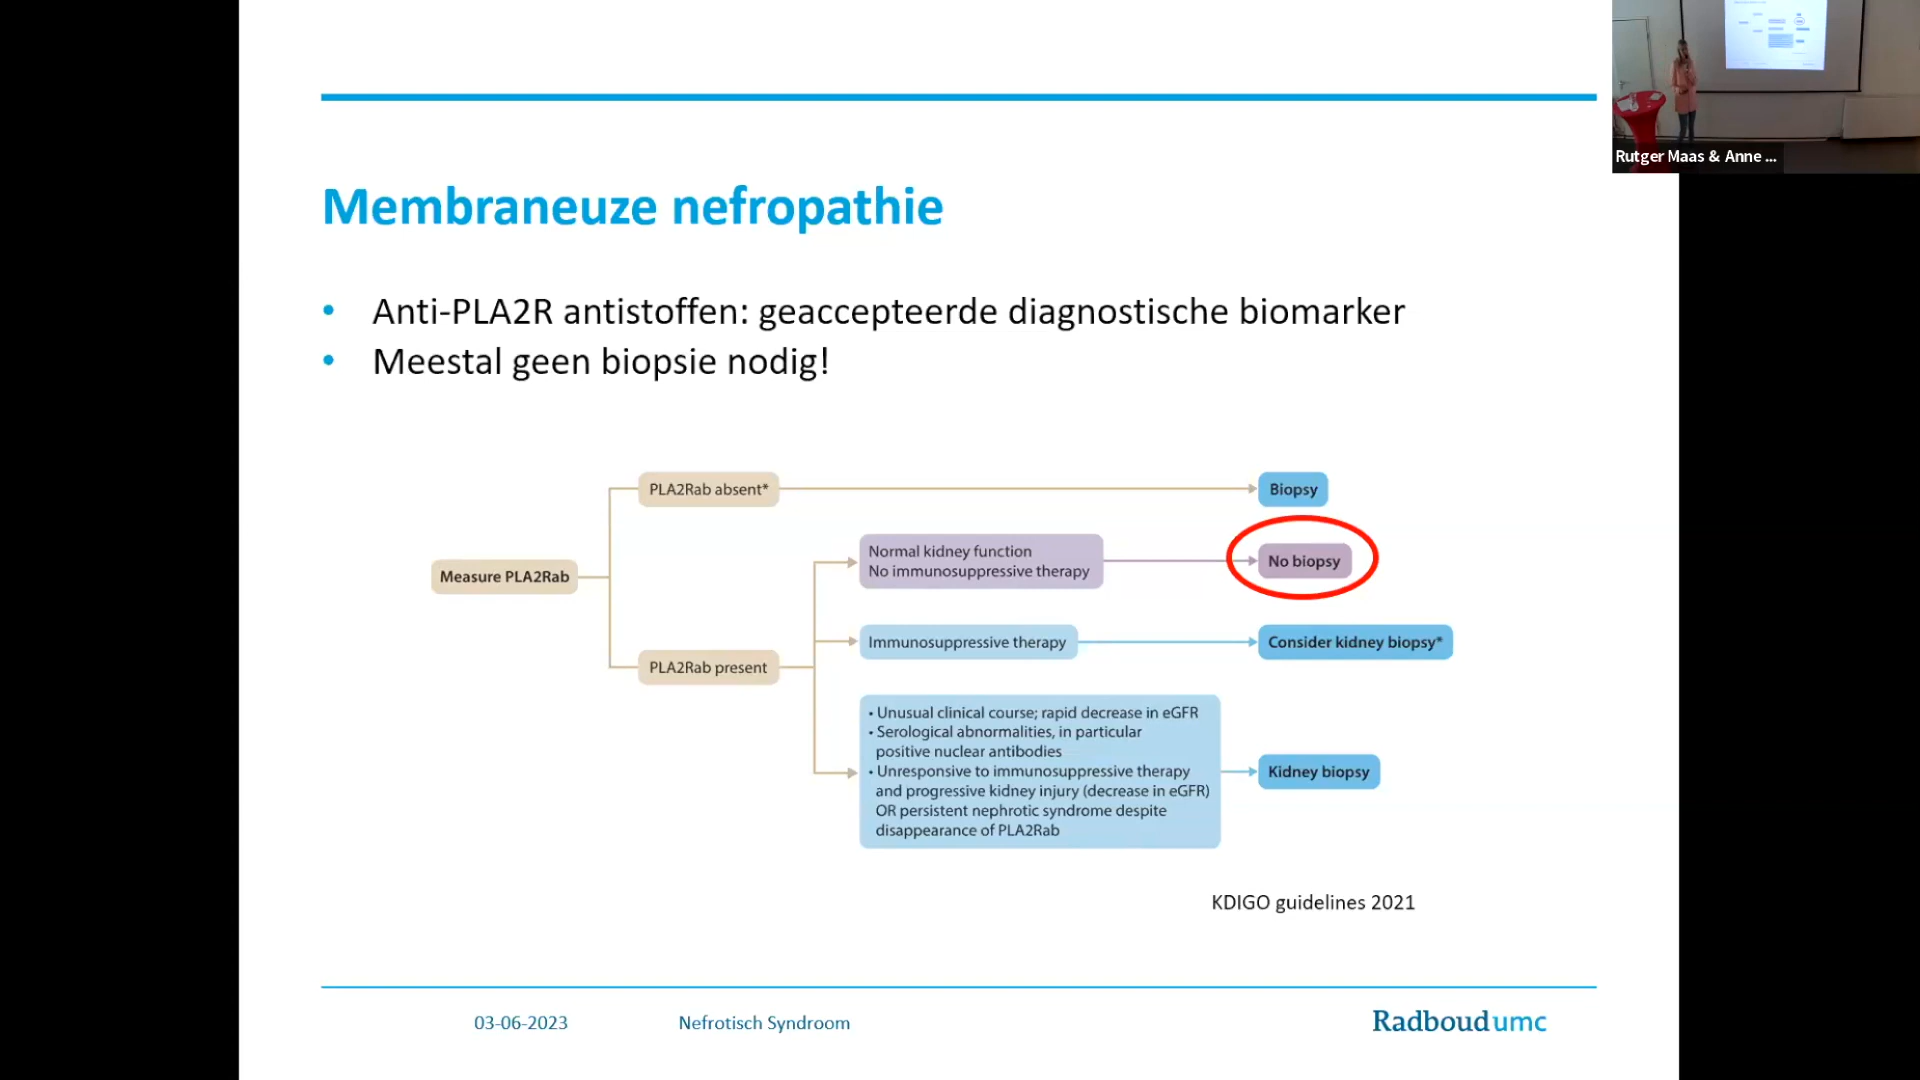 Rutger Maas & Anne ...
Membraneuze nefropathie
• Anti-PLA2R antistoffen: geaccepteerde diagnostische biomarker
• Meestal geen biopsie nodig!
Measure PLA2Rab
PLA2Rab absent*
Biopsy
PLA2Rab present
Normal kidney function
No immunosuppressive therapy
No biopsy
Immunosuppressive therapy
Consider kidney biopsy*
• Unusual clinical course; rapid decrease in eGFR
• Serological abnormalities, in particular
positive nuclear antibodies
• Unresponsive to immunosuppressive therapy
and progressive kidney injury (decrease in eGFR)
OR persistent nephrotic syndrome despite
disappearance of PLA2Rab
Kidney biopsy
KDIGO guidelines 2021
03-06-2023
Nefrotisch Syndroom
Radboudumc